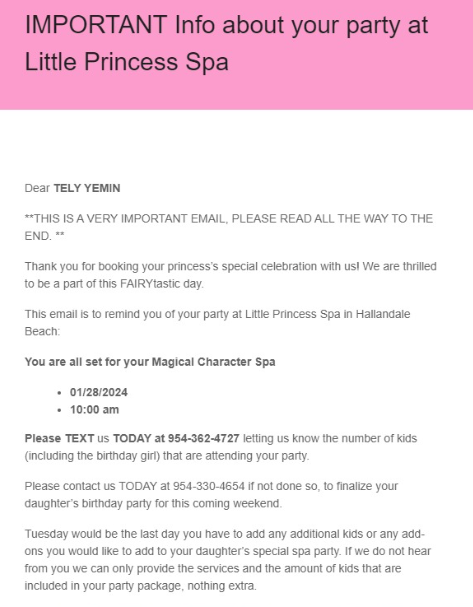 IMPORTANT Info about your party at
Little Princess Spa
Dear TELY YEMIN
**THIS IS A VERY IMPORTANT EMAIL, PLEASE READ ALL THE WAY TO THE
END. **
Thank you for booking your princess's special celebration with us! We are thrilled
to be a part of this FAIRYtastic day.
This email is to remind you of your party at Little Princess Spa in Hallandale
Beach:
You are all set for your Magical Character Spa
• 01/28/2024
• 10:00 am
Please TEXT us TODAY at 954-362-4727 letting us know the number of kids
(including the birthday girl) that are attending your party.
Please contact us TODAY at 954-330-4654 if not done so, to finalize your
daughter's birthday party for this coming weekend.
Tuesday would be the last day you have to add any additional kids or any add-
ons you would like to add to your daughter's special spa party. If we do not hear
from you we can only provide the services and the amount of kids that are
included in your party package, nothing extra.